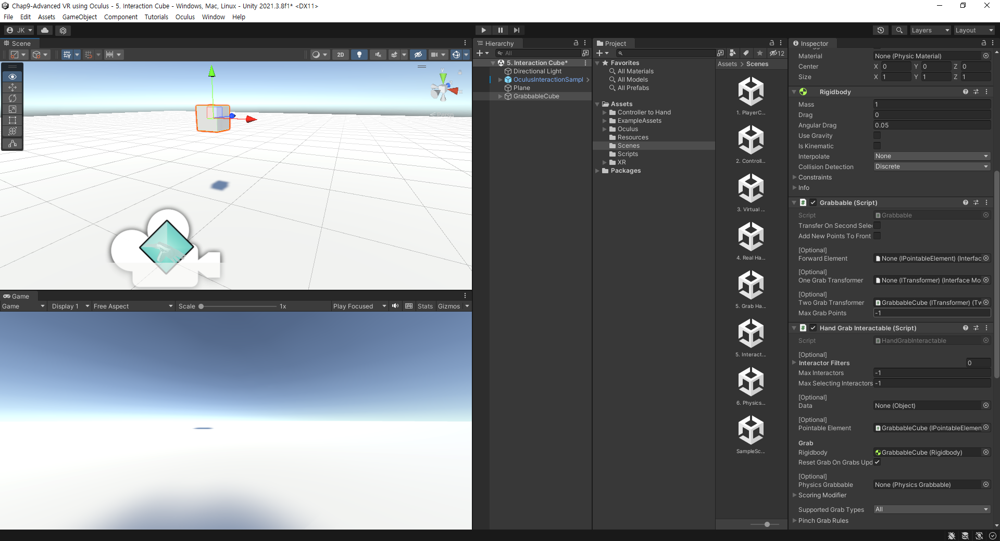 Chap9-Advanced VR using Oculus - 5. Interaction Cube - Windows, Mac, Linux - Unity 2021.3.8f1* <DX11>
File Edit Assets GameObject Component Tutorials Oculus Window Help
JK Layers Layout
Scene
2D
Y
Persp
Game
Game Display 1 Free Aspect Scale 1x Play Focused Stats Gizmos
Hierarchy
All
5. Interaction Cube*
Directional Light
OculusInteractionSampl
Plane
GrabbableCube
Project
12
Favorites
All Materials
All Models
All Prefabs
Assets
Controller to Hand
ExampleAssets
Oculus
Resources
Scenes
Scripts
XR
Packages
Assets > Scenes
1. PlayerC...
2. Controll...
3. Virtual ...
4. Real Ha...
5. Grab Ha...
5. Interact...
6. Physics...
SampleSc...
Inspector
Material None (Physic Material)
Center X 0 Y 0 Z 0
Size X 1 Y 1 Z 1
Rigidbody
Mass 1
Drag 0
Angular Drag 0.05
Use Gravity
Is Kinematic
Interpolate None
Collision Detection Discrete
Constraints
Info
Grabbable (Script)
Script Grabbable
Transfer On Second Sele
Add New Points To Front
[Optional]
Forward Element None (IPointableElement) (Interfac
[Optional]
One Grab Transformer None (ITransformer) (Interface Mo
[Optional]
Two Grab Transformer GrabbableCube (ITransformer) (Tw
Max Grab Points -1
Hand Grab Interactable (Script)
Script HandGrabInteractable
[Optional]
Interactor Filters 0
Max Interactors -1
Max Selecting Interactors -1
[Optional]
Data None (Object)
[Optional]
Pointable Element GrabbableCube (IPointableElemen
Grab
Rigidbody GrabbableCube (Rigidbody)
Reset Grab On Grabs Upd
[Optional]
Physics Grabbable None (Physics Grabbable)
Scoring Modifier
Supported Grab Types All
Pinch Grab Rules